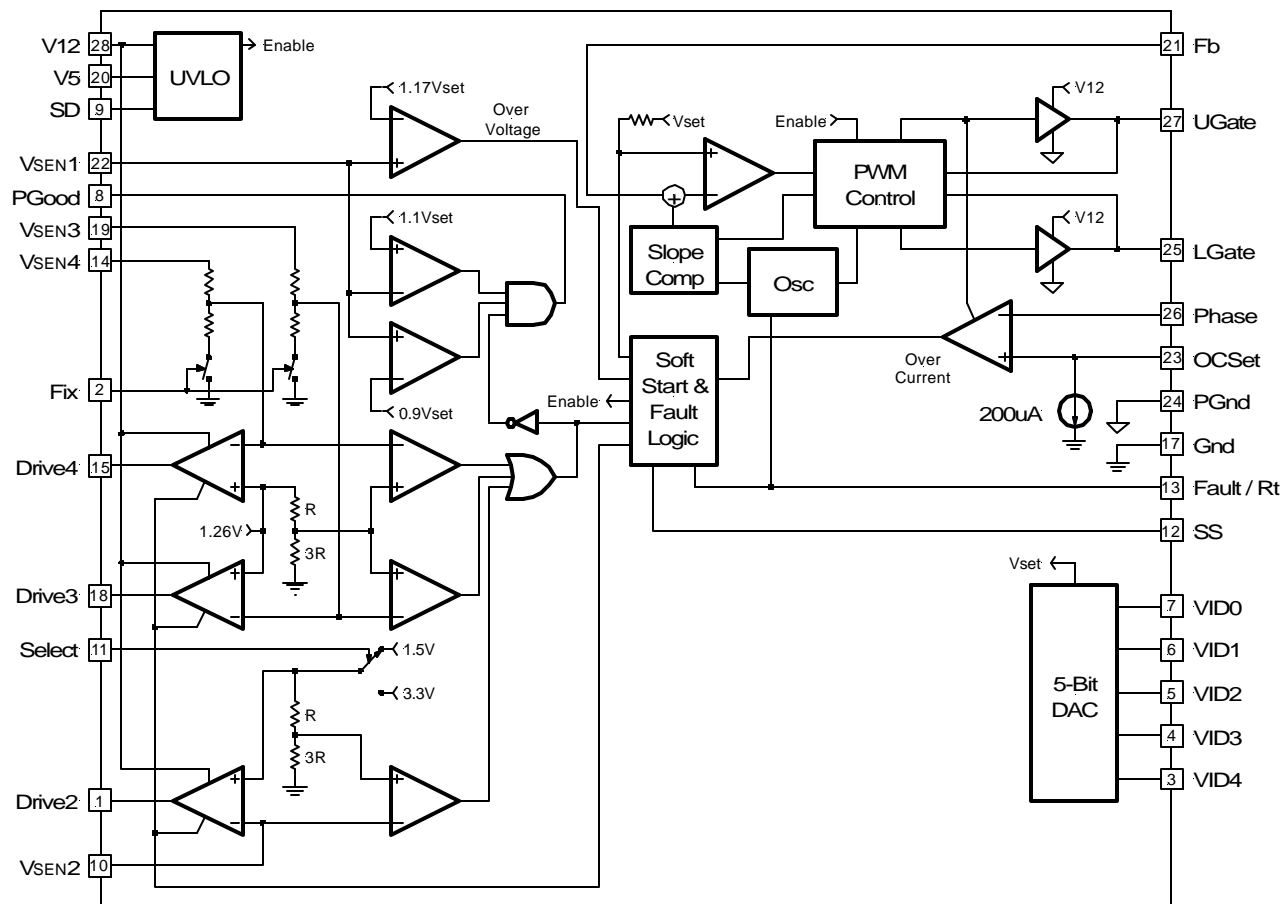 V12 28
V5 20
SD 9
UVLO
Enable
VSEN1 22
PGood 8
VSEN3 19
VSEN4 14
Fix 2
Drive4 15
Drive3 18
Select 11
Drive2 1
VSEN2 10
1.17Vset
Over
Voltage
1.1Vset
0.9Vset
1.26V
R
3R
1.5V
3.3V
R
3R
Vset
Enable
PWM
Control
V12
V12
Slope
Comp
Osc
Soft
Start &
Fault
Logic
Enable
Over
Current
200uA
Vset
5-Bit
DAC
21 Fb
27 UGate
25 LGate
26 Phase
23 OCSet
24 PGnd
17 Gnd
13 Fault / Rt
12 SS
7 VID0
6 VID1
5 VID2
4 VID3
3 VID4